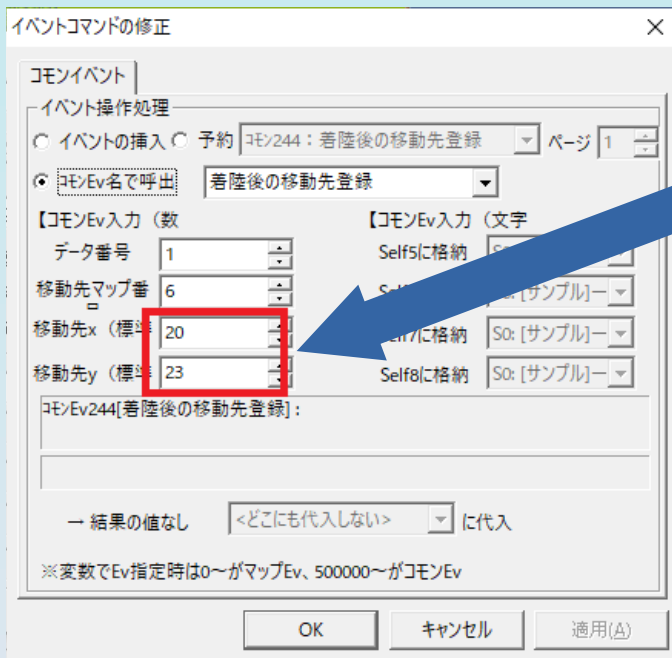 イベントコマンドの修正
コモンイベント
イベント操作処理
イベントの挿入 予約 コモン244：着陸後の移動先登録 ページ 1
コモンEv名で呼出 着陸後の移動先登録
【コモンEv入力（数 【コモンEv入力（文字
データ番号 1 Self5に格納
移動先マップ番 6 [サンプル]ー
移動先x（標準 20 Self7に格納 S0: [サンプル]ー
移動先y（標準 23 Self8に格納 S0: [サンプル]ー
コモンEv244[着陸後の移動先登録] :
→ 結果の値なし <どこにも代入しない> に代入
※変数でEv指定時は0～がマップEv、500000～がコモンEv
OK キャンセル 適用(A)